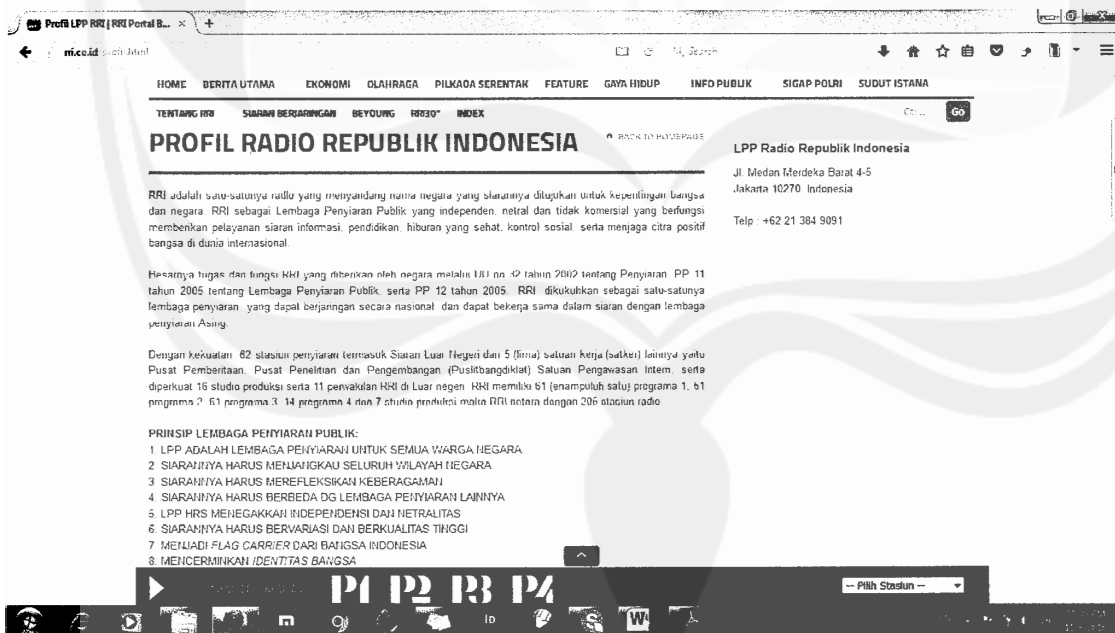 Profil LPP RRI | RRI Portal B... × +
rri.co.id
Search
HOME BERITA UTAMA EKONOMI OLAHRAGA PILKADA SERENTAK FEATURE GAYA HIDUP INFO PUBLIK SIGAP POLRI SUDUT ISTANA
TENTANG RRI SIARAN BERJARINGAN BEYOUNG RRI30" INDEX
Go
PROFIL RADIO REPUBLIK INDONESIA
BACK TO HOMEPAGE
RRI adalah satu-satunya radio yang menyandang nama negara yang siarannya ditujukan untuk kepentingan bangsa
dan negara. RRI sebagai Lembaga Penyiaran Publik yang independen, netral dan tidak komersial yang berfungsi
memberikan pelayanan siaran informasi, pendidikan, hiburan yang sehat, kontrol sosial, serta menjaga citra positif
bangsa di dunia internasional.
Besarnya tugas dan fungsi RRI yang diberikan oleh negara melalui UU no 32 tahun 2002 tentang Penyiaran, PP 11
tahun 2005 tentang Lembaga Penyiaran Publik, serta PP 12 tahun 2005, RRI dikukuhkan sebagai satu-satunya
lembaga penyiaran yang dapat berjaringan secara nasional dan dapat bekerja sama dalam siaran dengan lembaga
penyiaran Asing.
Dengan kekuatan 62 stasiun penyiaran termasuk Siaran Luar Negeri dan 5 (lima) satuan kerja (satker) lainnya yaitu
Pusat Pemberitaan, Pusat Penelitian dan Pengembangan (Puslitbangdiklat) Satuan Pengawasan Intern, serta
diperkuat 16 studio produksi serta 11 perwakilan RRI di Luar negeri RRI memiliki 61 (enampuluh satu) programa 1, 61
programa 2, 61 programa 3, 14 programa 4 dan 7 studio produksi maka RRI setara dengan 205 stasiun radio
PRINSIP LEMBAGA PENYIARAN PUBLIK:
1. LPP ADALAH LEMBAGA PENYIARAN UNTUK SEMUA WARGA NEGARA
2 SIARANNYA HARUS MENJANGKAU SELURUH WILAYAH NEGARA
3 SIARANNYA HARUS MEREFLEKSIKAN KEBERAGAMAN
4 SIARANNYA HARUS BERBEDA DG LEMBAGA PENYIARAN LAINNYA
5. LPP HRS MENEGAKKAN INDEPENDENSI DAN NETRALITAS
6. SIARANNYA HARUS BERVARIASI DAN BERKUALITAS TINGGI
7 MENJADI FLAG CARRIER DARI BANGSA INDONESIA
8. MENCERMINKAN IDENTITAS BANGSA
LPP Radio Republik Indonesia
Jl. Medan Merdeka Barat 4-5
Jakarta 10270 Indonesia
Telp : +62 21 384 9091
P1 P2 P3 P4
-- Pilih Stasiun --